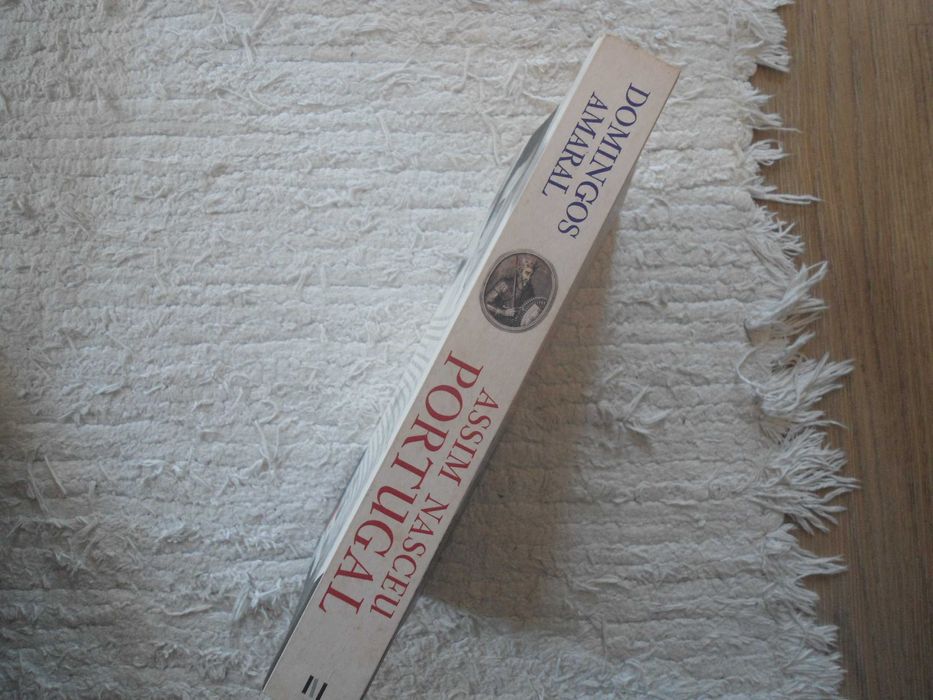 DOMINGOS
AMARAL
ASSIM NASCEU
PORTUGAL